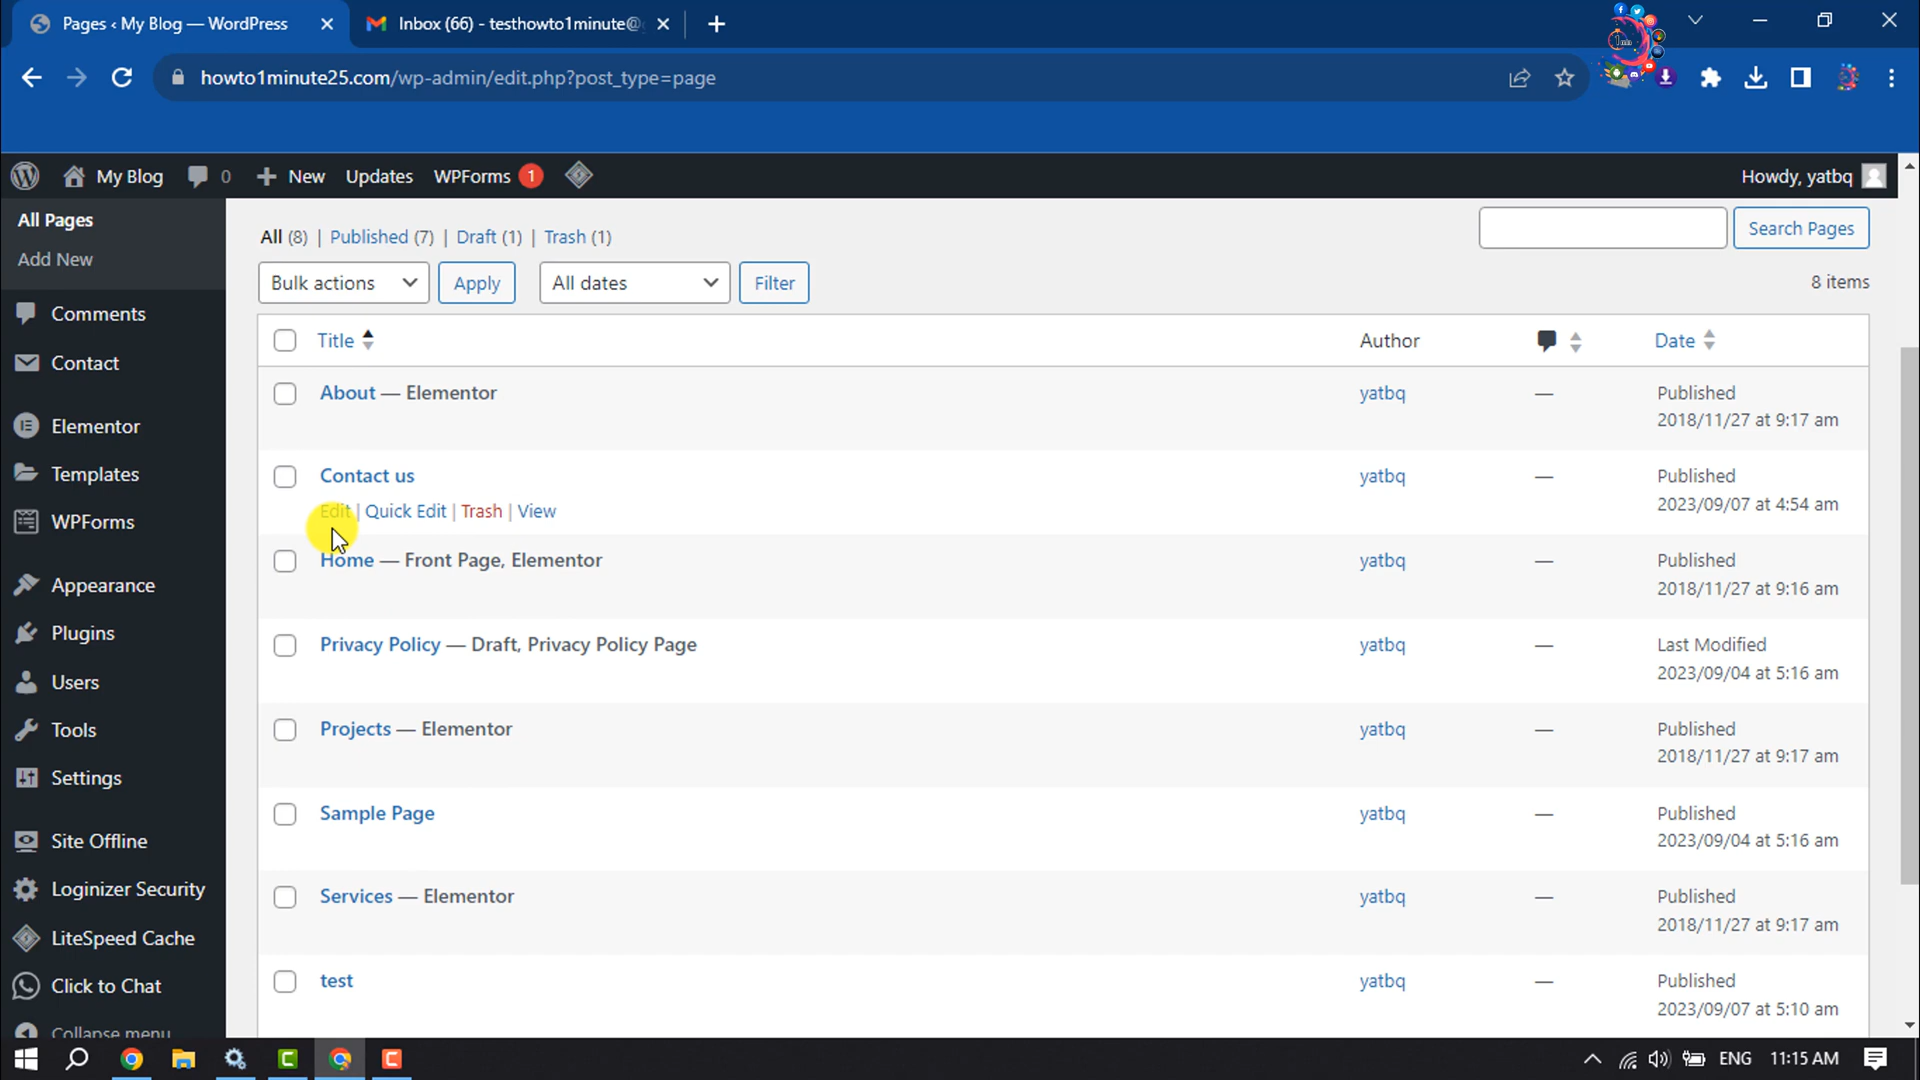 Pages ‹ My Blog — WordPress
Inbox (66) - testhowto1minute@
howto1minute25.com/wp-admin/edit.php?post_type=page
My Blog 0 New Updates WPForms 1
Howdy, yatbq
All Pages
Add New
Comments
Contact
Elementor
Templates
WPForms
Appearance
Plugins
Users
Tools
Settings
Site Offline
Loginizer Security
LiteSpeed Cache
Click to Chat
Collapse menu
All (8) | Published (7) | Draft (1) | Trash (1)
Search Pages
Bulk actions Apply All dates Filter
8 items
Title Author Date
About — Elementor yatbq — Published
2018/11/27 at 9:17 am
Contact us yatbq — Published
Edit | Quick Edit | Trash | View 2023/09/07 at 4:54 am
Home — Front Page, Elementor yatbq — Published
2018/11/27 at 9:16 am
Privacy Policy — Draft, Privacy Policy Page yatbq — Last Modified
2023/09/04 at 5:16 am
Projects — Elementor yatbq — Published
2018/11/27 at 9:17 am
Sample Page yatbq — Published
2023/09/04 at 5:16 am
Services — Elementor yatbq — Published
2018/11/27 at 9:17 am
test yatbq — Published
2023/09/07 at 5:10 am
ENG 11:15 AM